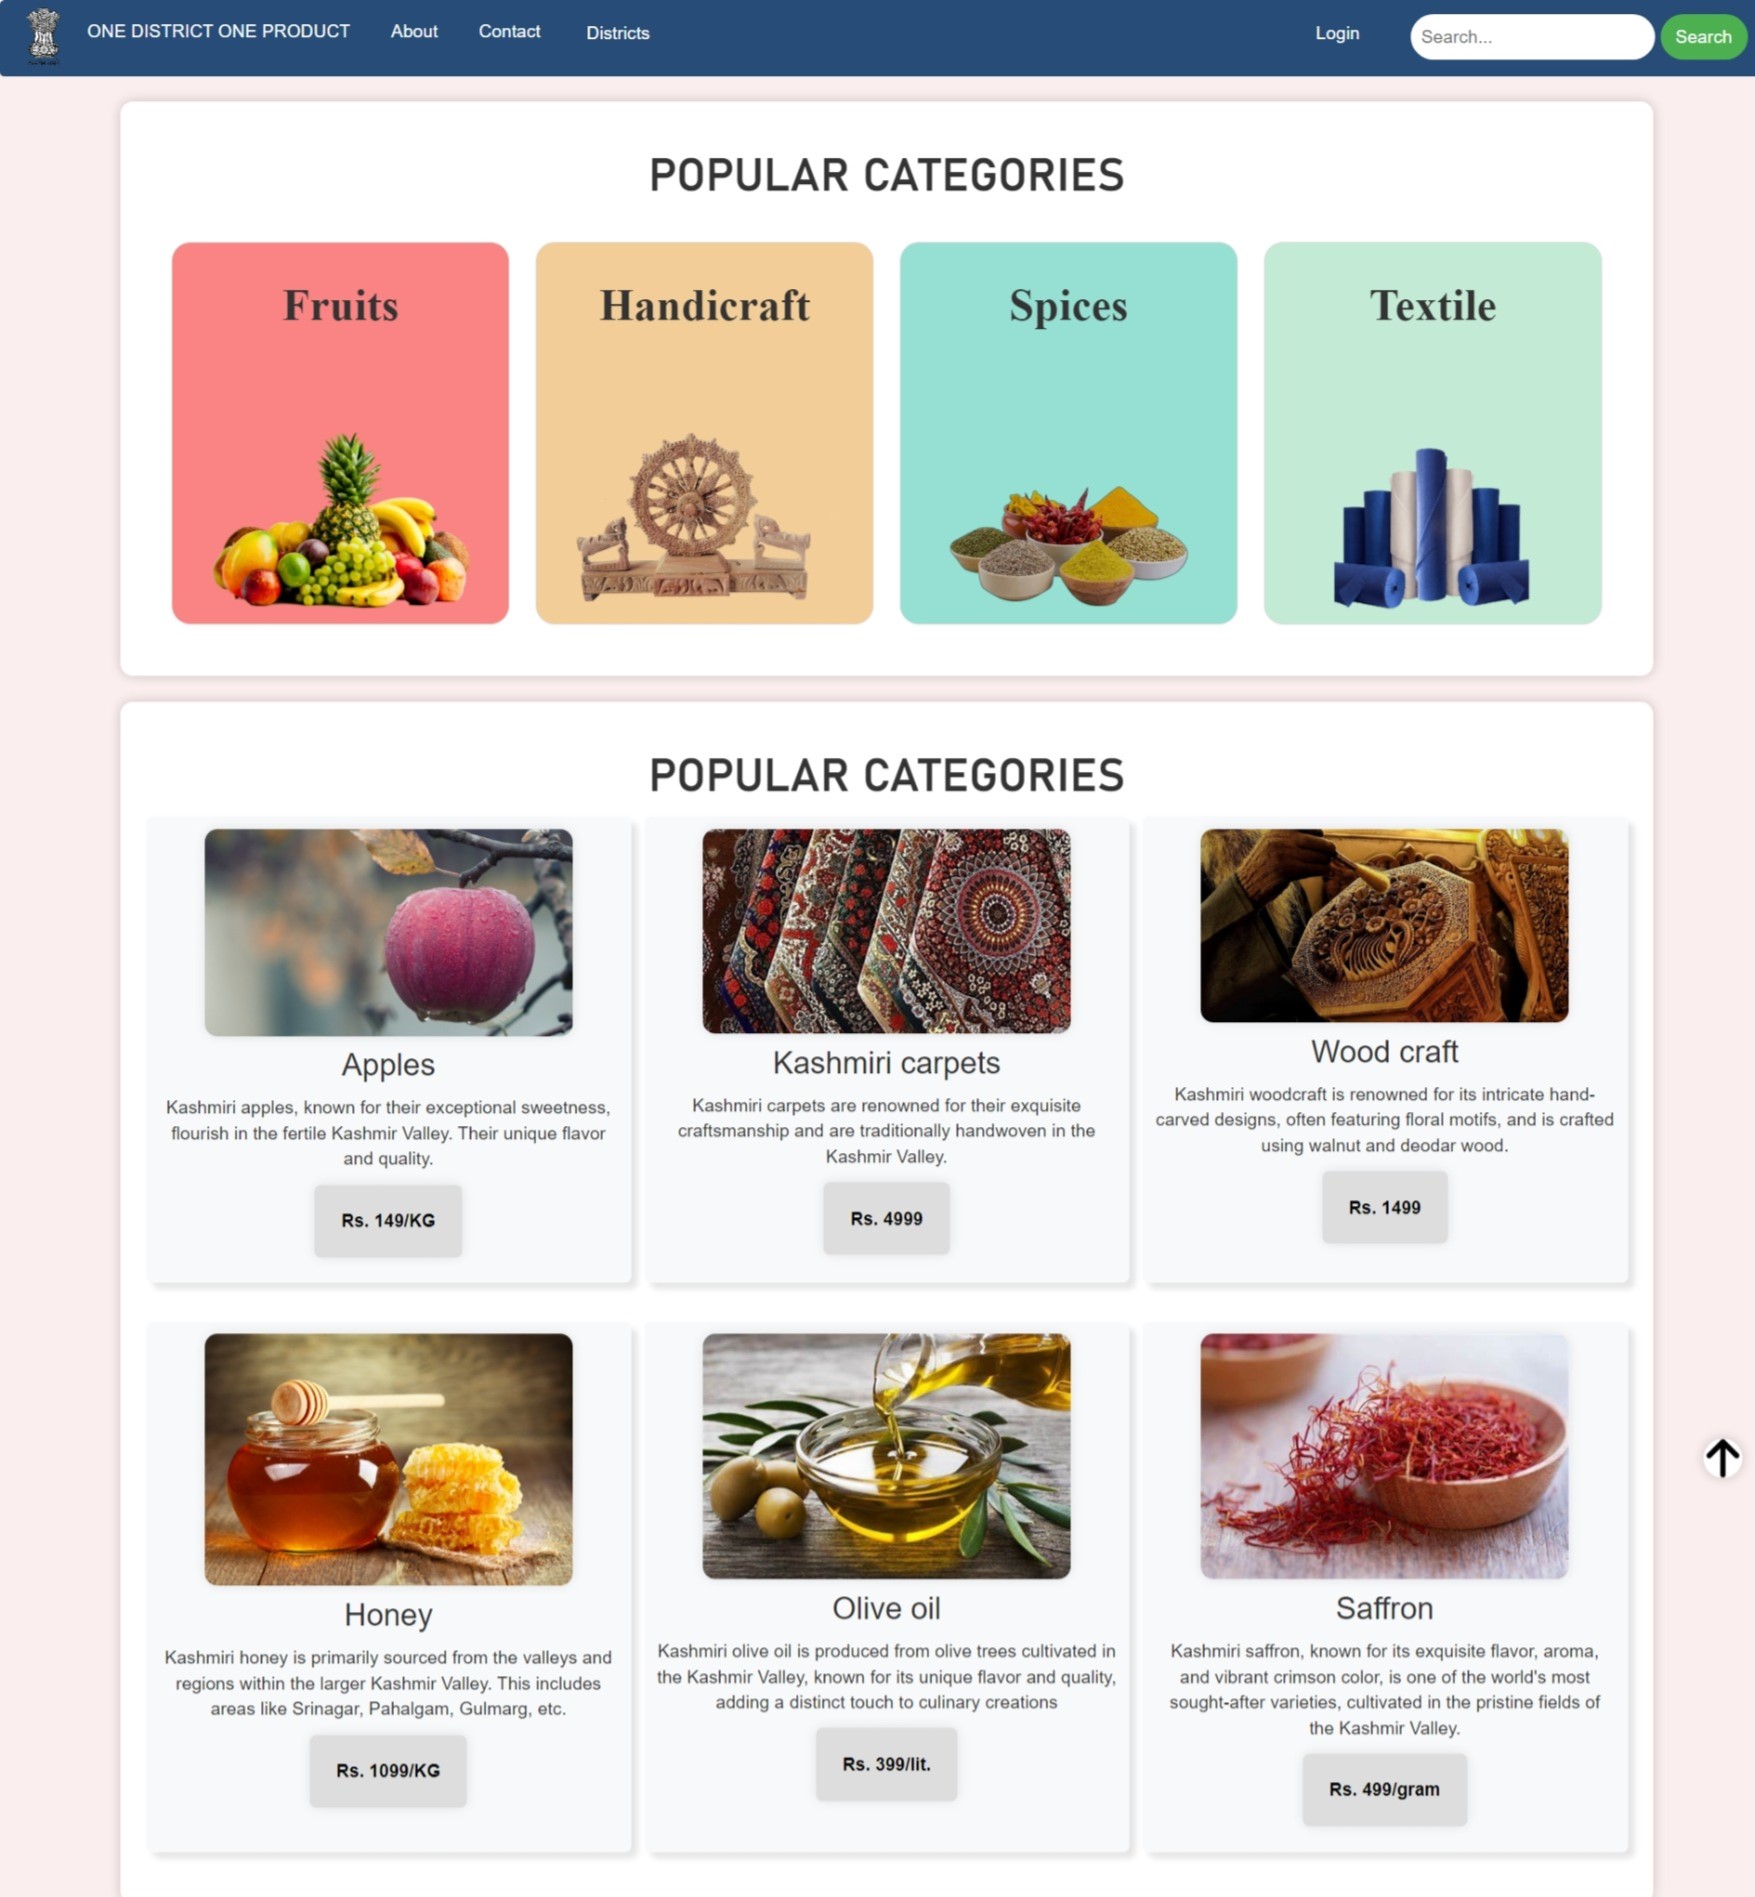 ONE DISTRICT ONE PRODUCT About Contact Districts Login Search... Search
POPULAR CATEGORIES
Fruits Handicraft Spices Textile
POPULAR CATEGORIES
Apples
Kashmiri apples, known for their exceptional sweetness,
flourish in the fertile Kashmir Valley. Their unique flavor
and quality.
Rs. 149/KG
Kashmiri carpets
Kashmiri carpets are renowned for their exquisite
craftsmanship and are traditionally handwoven in the
Kashmir Valley.
Rs. 4999
Wood craft
Kashmiri woodcraft is renowned for its intricate hand-
carved designs, often featuring floral motifs, and is crafted
using walnut and deodar wood.
Rs. 1499
Honey
Kashmiri honey is primarily sourced from the valleys and
regions within the larger Kashmir Valley. This includes
areas like Srinagar, Pahalgam, Gulmarg, etc.
Rs. 1099/KG
Olive oil
Kashmiri olive oil is produced from olive trees cultivated in
the Kashmir Valley, known for its unique flavor and quality,
adding a distinct touch to culinary creations
Rs. 399/lit.
Saffron
Kashmiri saffron, known for its exquisite flavor, aroma,
and vibrant crimson color, is one of the world's most
sought-after varieties, cultivated in the pristine fields of
the Kashmir Valley.
Rs. 499/gram